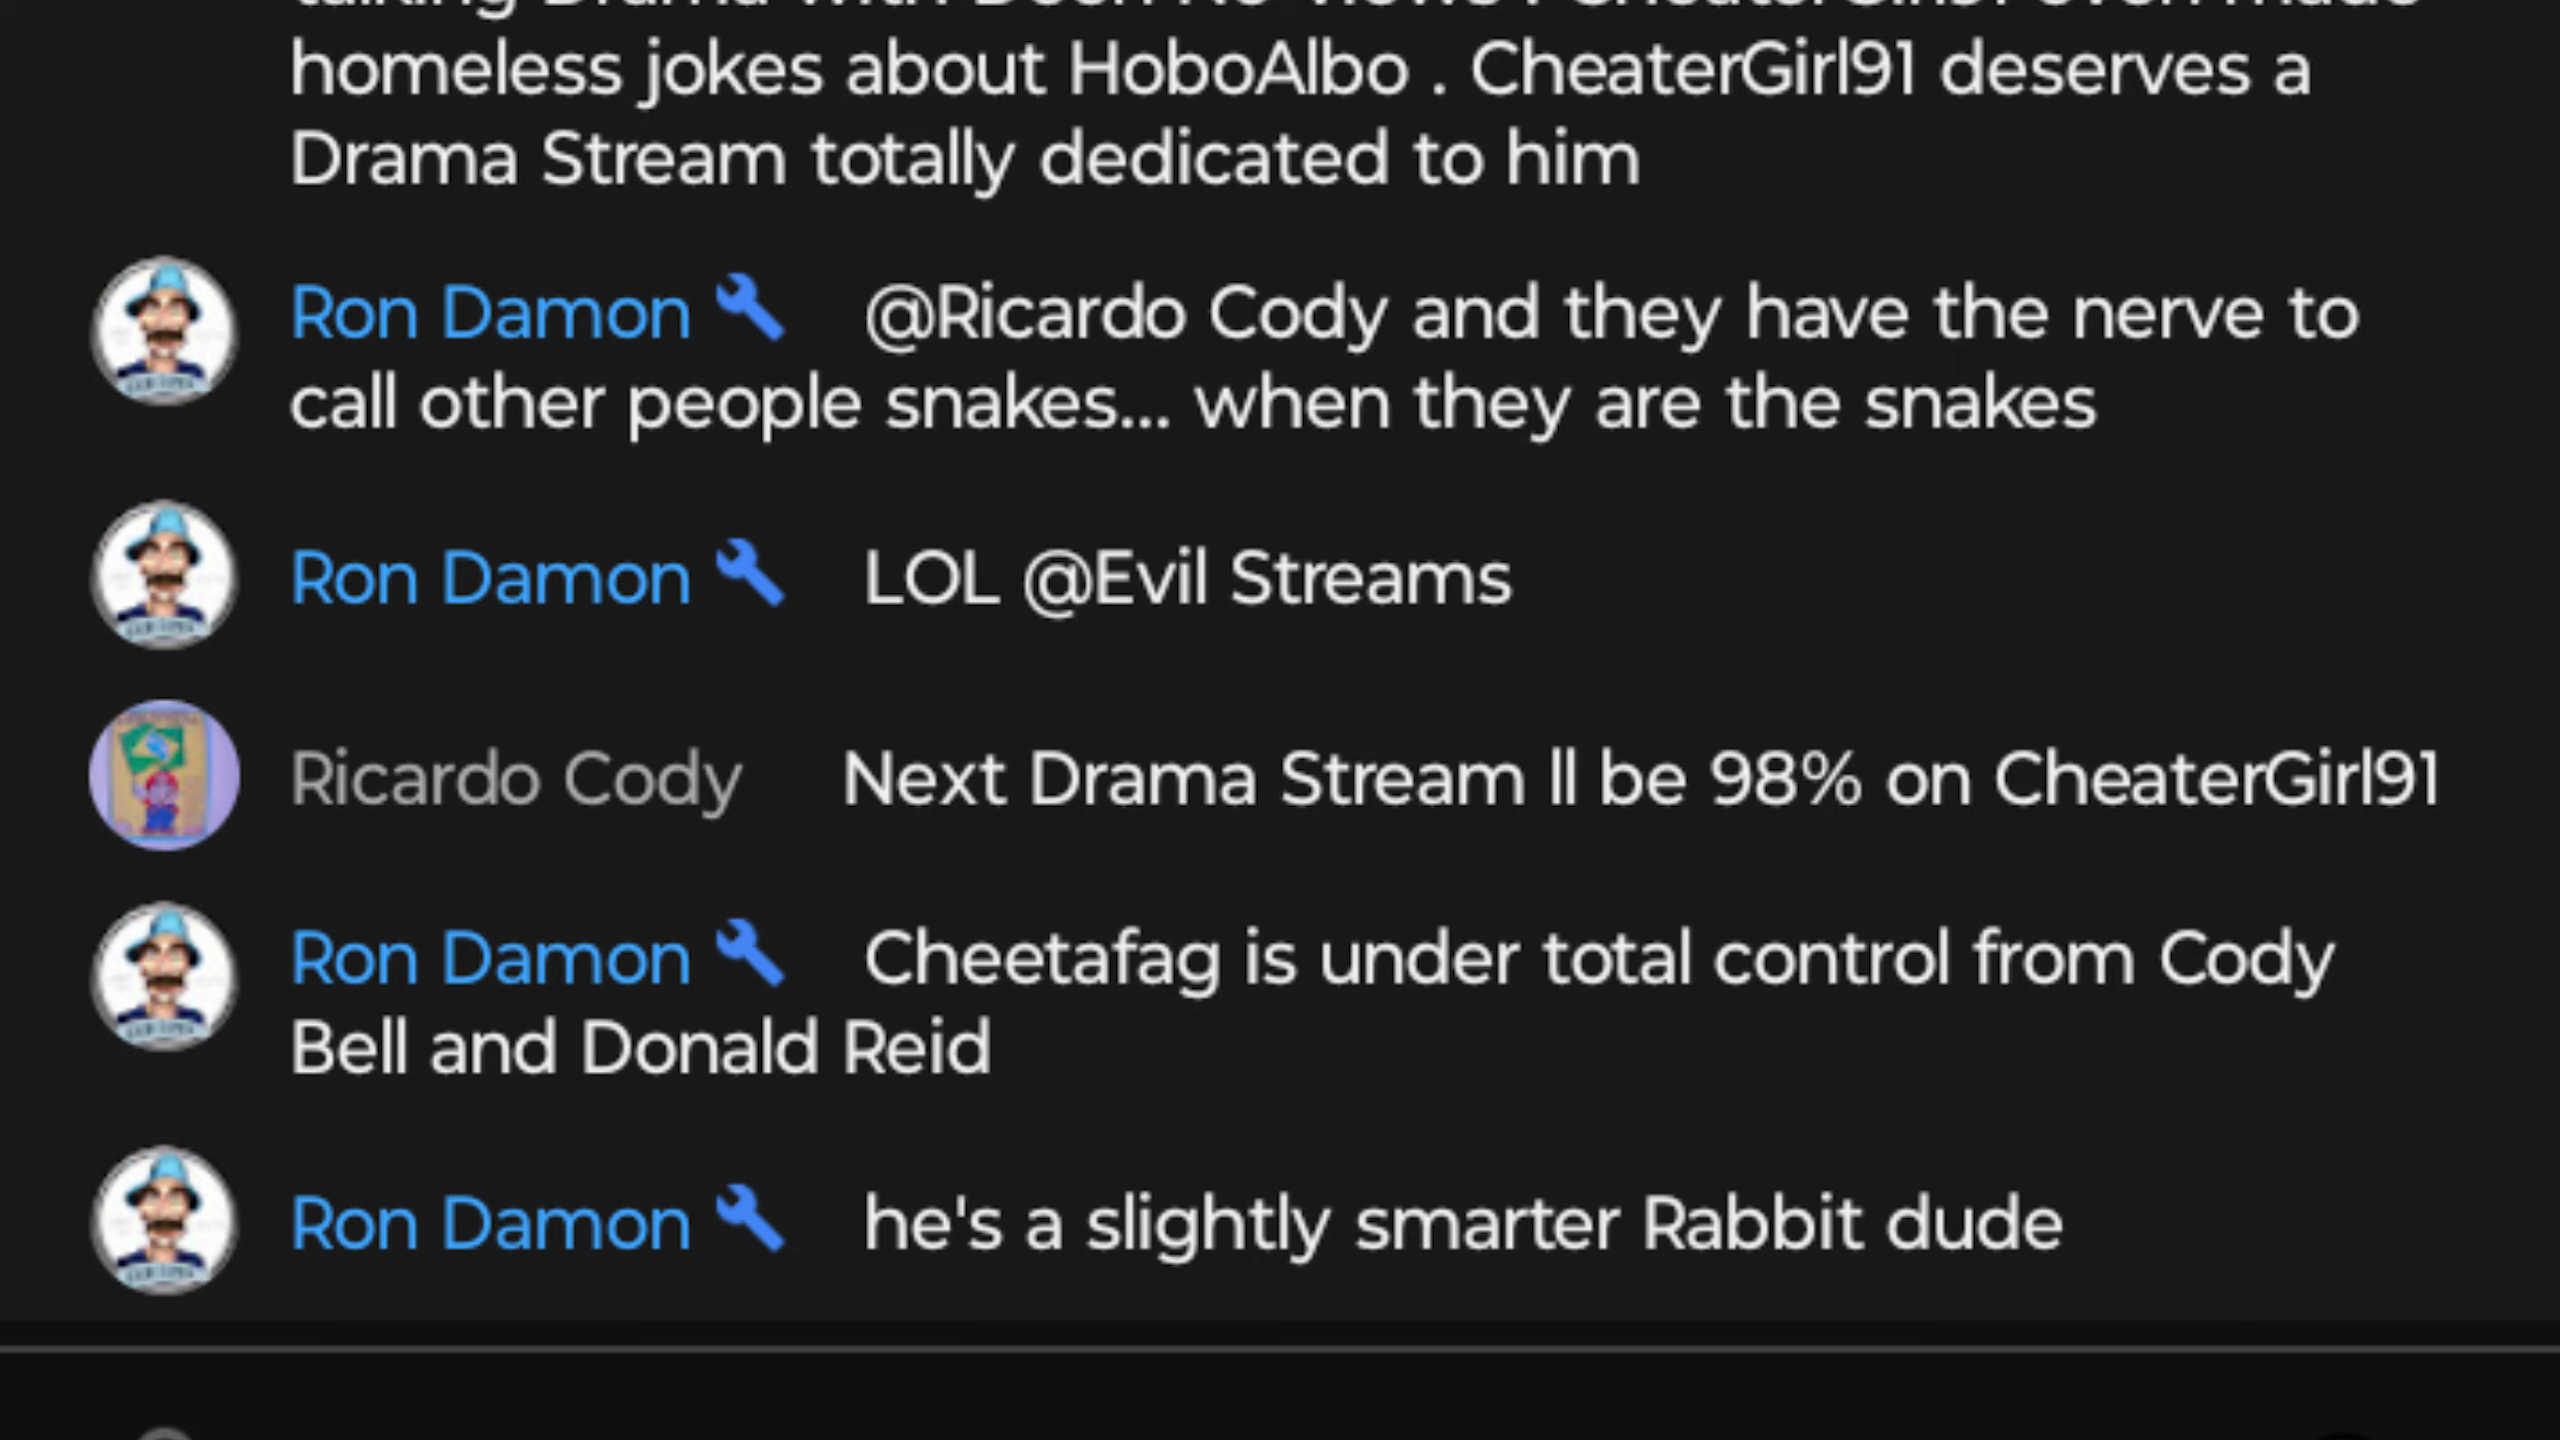 homeless jokes about HoboAlbo . CheaterGirl91 deserves a
Drama Stream totally dedicated to him
Ron Damon @Ricardo Cody and they have the nerve to
call other people snakes... when they are the snakes
Ron Damon LOL @Evil Streams
Ricardo Cody Next Drama Stream ll be 98% on CheaterGirl91
Ron Damon Cheetafag is under total control from Cody
Bell and Donald Reid
Ron Damon he's a slightly smarter Rabbit dude